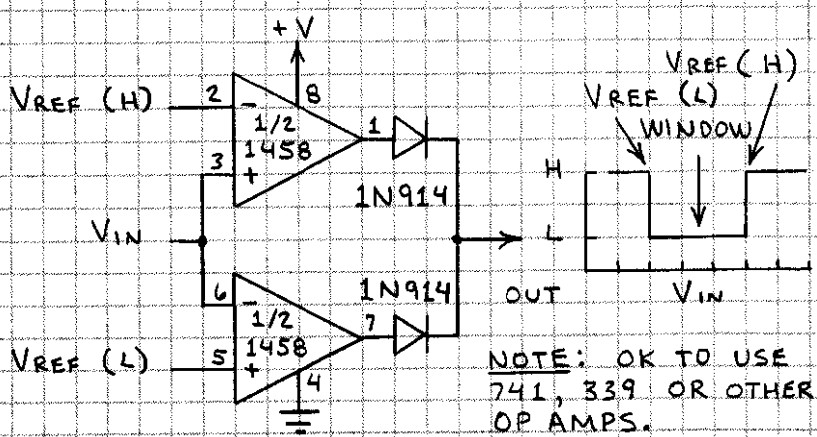 +V
VREF (H)
2
-
8
1/2
1458
1
3
+
1N914
VIN
6
-
1N914
1/2
1458
7
VREF (L)
5
+
4
VREF (H)
VREF (L)
WINDOW
H
L
OUT
VIN
NOTE: OK TO USE
741, 339 OR OTHER
OP AMPS.